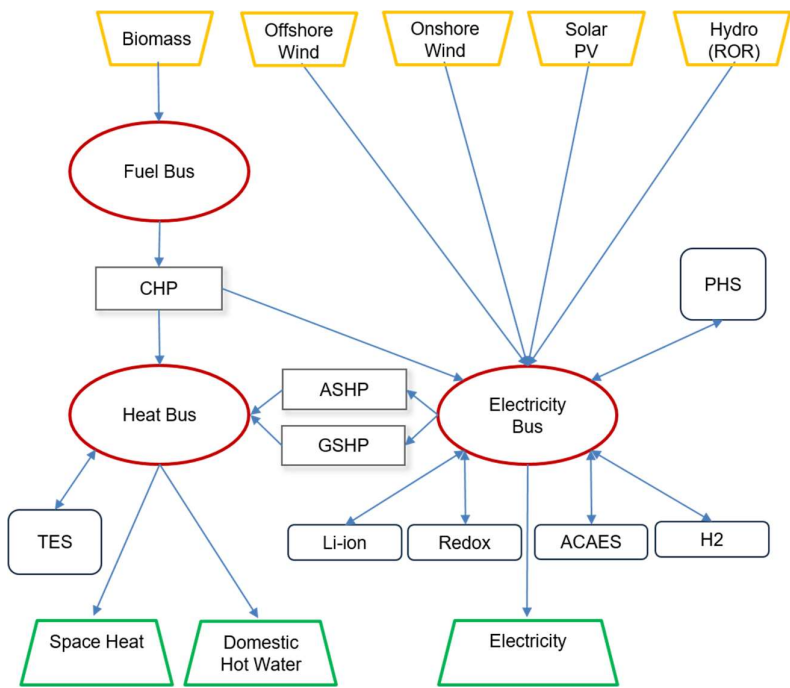 Biomass
Offshore
Wind
Onshore
Wind
Solar
PV
Hydro
(ROR)
Fuel Bus
CHP
PHS
Heat Bus
ASHP
GSHP
Electricity
Bus
TES
Li-ion
Redox
ACAES
H2
Space Heat
Domestic
Hot Water
Electricity